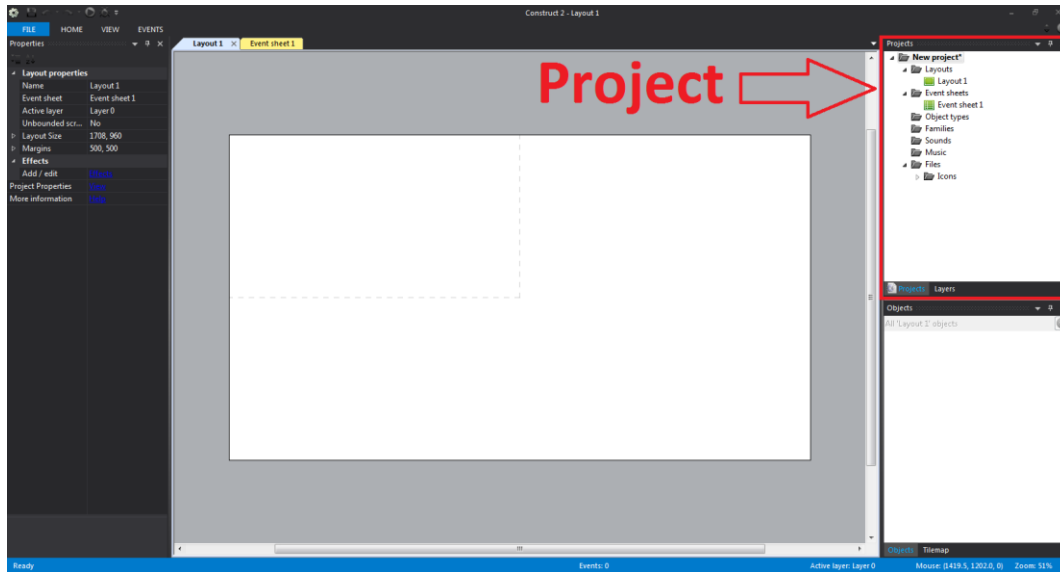 Construct 2 - Layout 1
FILE HOME VIEW EVENTS
Properties
Layout 1 Event sheet 1
Layout properties
Name Layout 1
Event sheet Event sheet 1
Active layer Layer 0
Unbounded scr... No
Layout Size 1708, 960
Margins 500, 500
Effects
Add / edit Effects
Project Properties View
More information Help
Project
Projects
New project*
Layouts
Layout 1
Event sheets
Event sheet 1
Object types
Families
Sounds
Music
Files
Icons
Projects Layers
Objects
All 'Layout 1' objects
Objects Tilemap
Ready Events: 0 Active layer: Layer 0 Mouse: (1419.5, 1202.0, 0) Zoom: 51%